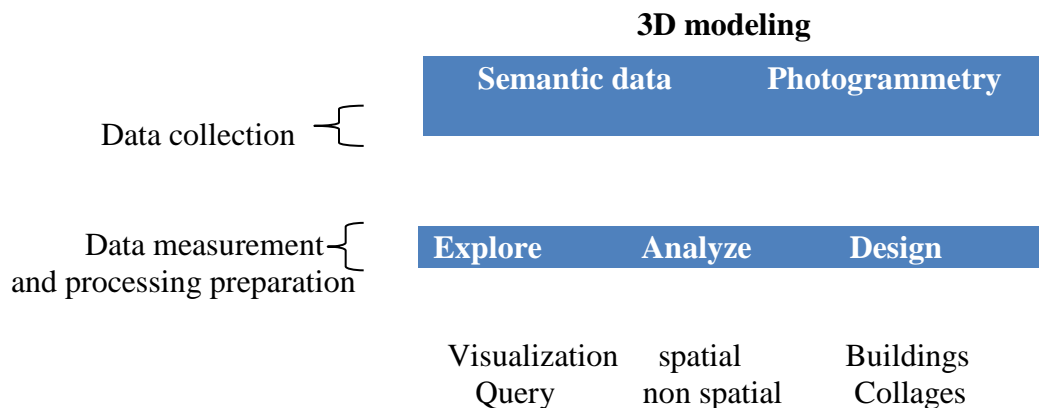 3D modeling
Semantic data Photogrammetry
Data collection
Data measurement
and processing preparation
Explore Analyze Design
Visualization spatial Buildings
Query non spatial Collages